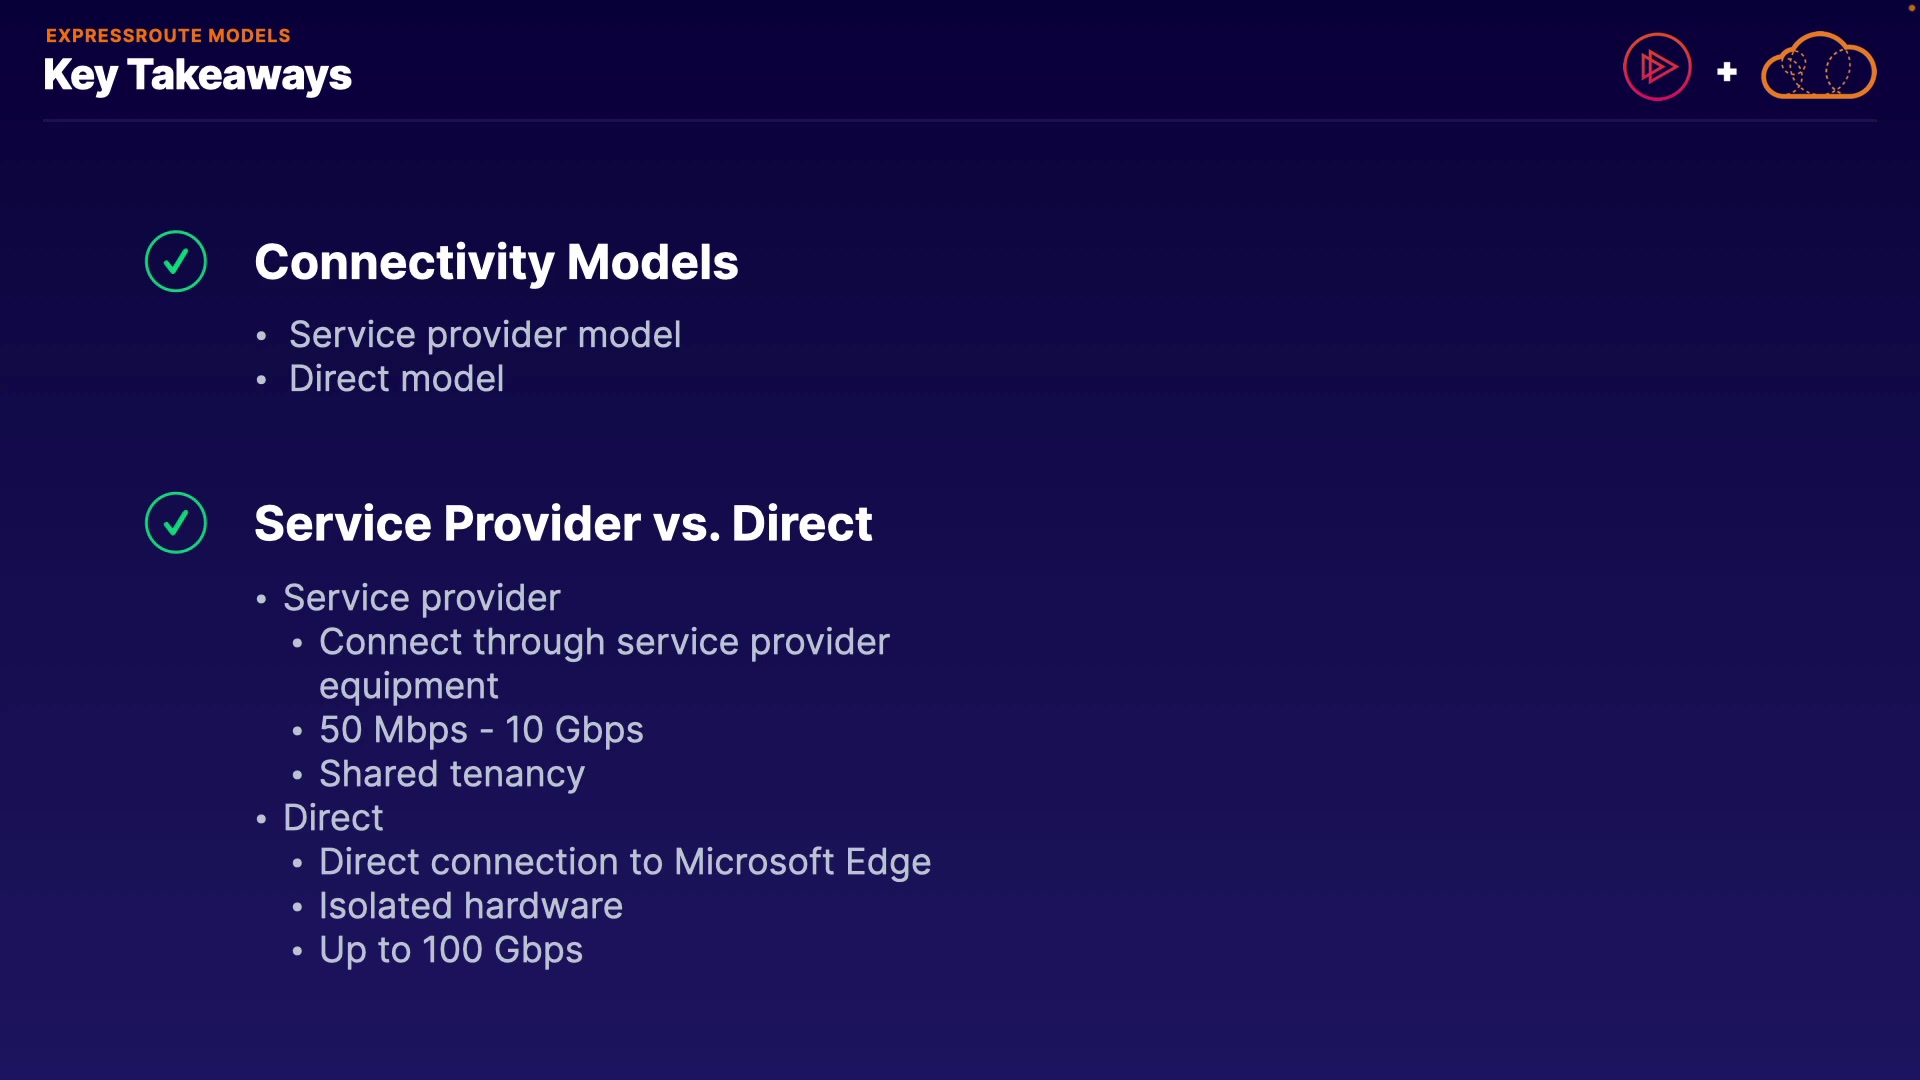 EXPRESSROUTE MODELS
Key Takeaways
+
Connectivity Models
• Service provider model
• Direct model
Service Provider vs. Direct
• Service provider
• Connect through service provider
equipment
• 50 Mbps - 10 Gbps
• Shared tenancy
• Direct
• Direct connection to Microsoft Edge
• Isolated hardware
• Up to 100 Gbps